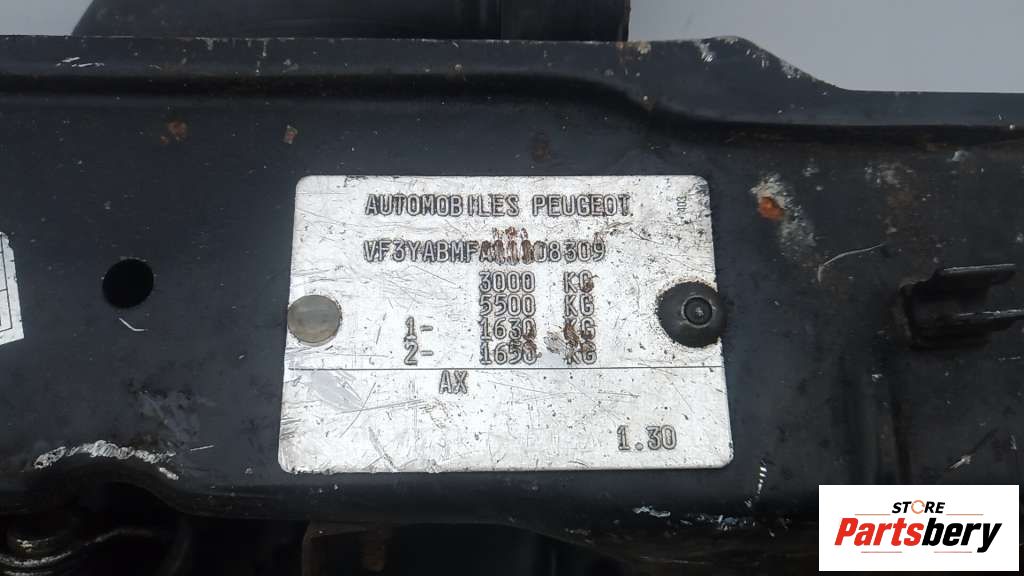 AUTOMOBILES PEUGEOT
3000 KG
5500 KG
1- 1630 KG
2- 1650 KG
AX
1.30
STORE
Partsbery